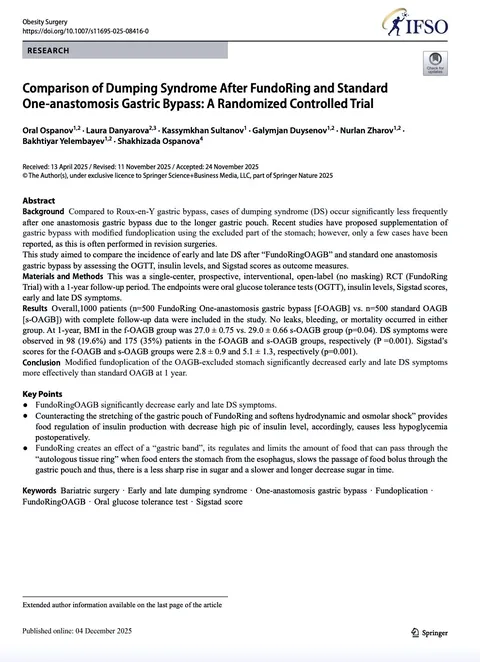 Obesity Surgery
https://doi.org/10.1007/s11695-025-08416-0
IFSO
RESEARCH
Check for updates
Comparison of Dumping Syndrome After FundoRing and Standard
One-anastomosis Gastric Bypass: A Randomized Controlled Trial
Oral Ospanov1,2 · Laura Danyarova2,3 · Kassymkhan Sultanov1 · Galymjan Duysenov1,2 · Nurlan Zharov1,2 ·
Bakhtiyar Yelembayev1,2 · Shakhizada Ospanova4
Received: 13 April 2025 / Revised: 11 November 2025 / Accepted: 24 November 2025
© The Author(s), under exclusive licence to Springer Science+Business Media, LLC, part of Springer Nature 2025
Abstract
Background Compared to Roux-en-Y gastric bypass, cases of dumping syndrome (DS) occur significantly less frequently
after one anastomosis gastric bypass due to the longer gastric pouch. Recent studies have proposed supplementation of
gastric bypass with modified fundoplication using the excluded part of the stomach; however, only a few cases have been
reported, as this is often performed in revision surgeries.
This study aimed to compare the incidence of early and late DS after “FundoRingOAGB” and standard one anastomosis
gastric bypass by assessing the OGTT, insulin levels, and Sigstad scores as outcome measures.
Materials and Methods This was a single-center, prospective, interventional, open-label (no masking) RCT (FundoRing
Trial) with a 1-year follow-up period. The endpoints were oral glucose tolerance tests (OGTT), insulin levels, Sigstad scores,
early and late DS symptoms.
Results Overall,1000 patients (n=500 FundoRing One-anastomosis gastric bypass [f-OAGB] vs. n=500 standard OAGB
[s-OAGB]) with complete follow-up data were included in the study. No leaks, bleeding, or mortality occurred in either
group. At 1-year, BMI in the f-OAGB group was 27.0 ± 0.75 vs. 29.0 ± 0.66 s-OAGB group (p=0.04). DS symptoms were
observed in 98 (19.6%) and 175 (35%) patients in the f-OAGB and s-OAGB groups, respectively (P =0.001). Sigstad’s
scores for the f-OAGB and s-OAGB groups were 2.8 ± 0.9 and 5.1 ± 1.3, respectively (p=0.001).
Conclusion Modified fundoplication of the OAGB-excluded stomach significantly decreased early and late DS symptoms
more effectively than standard OAGB at 1 year.
Key Points
● FundoRingOAGB significantly decrease early and late DS symptoms.
● Counteracting the stretching of the gastric pouch of FundoRing and softens hydrodynamic and osmolar shock” provides
food regulation of insulin production with decrease high pic of insulin level, accordingly, causes less hypoglycemia
postoperatively.
● FundoRing creates an effect of a “gastric band”, its regulates and limits the amount of food that can pass through the
“autologous tissue ring” when food enters the stomach from the esophagus, slows the passage of food bolus through the
gastric pouch and thus, there is a less sharp rise in sugar and a slower and longer decrease sugar in time.
Keywords Bariatric surgery · Early and late dumping syndrome · One-anastomosis gastric bypass · Fundoplication ·
FundoRingOAGB · Oral glucose tolerance test · Sigstad score
Extended author information available on the last page of the article
Published online: 04 December 2025
Springer